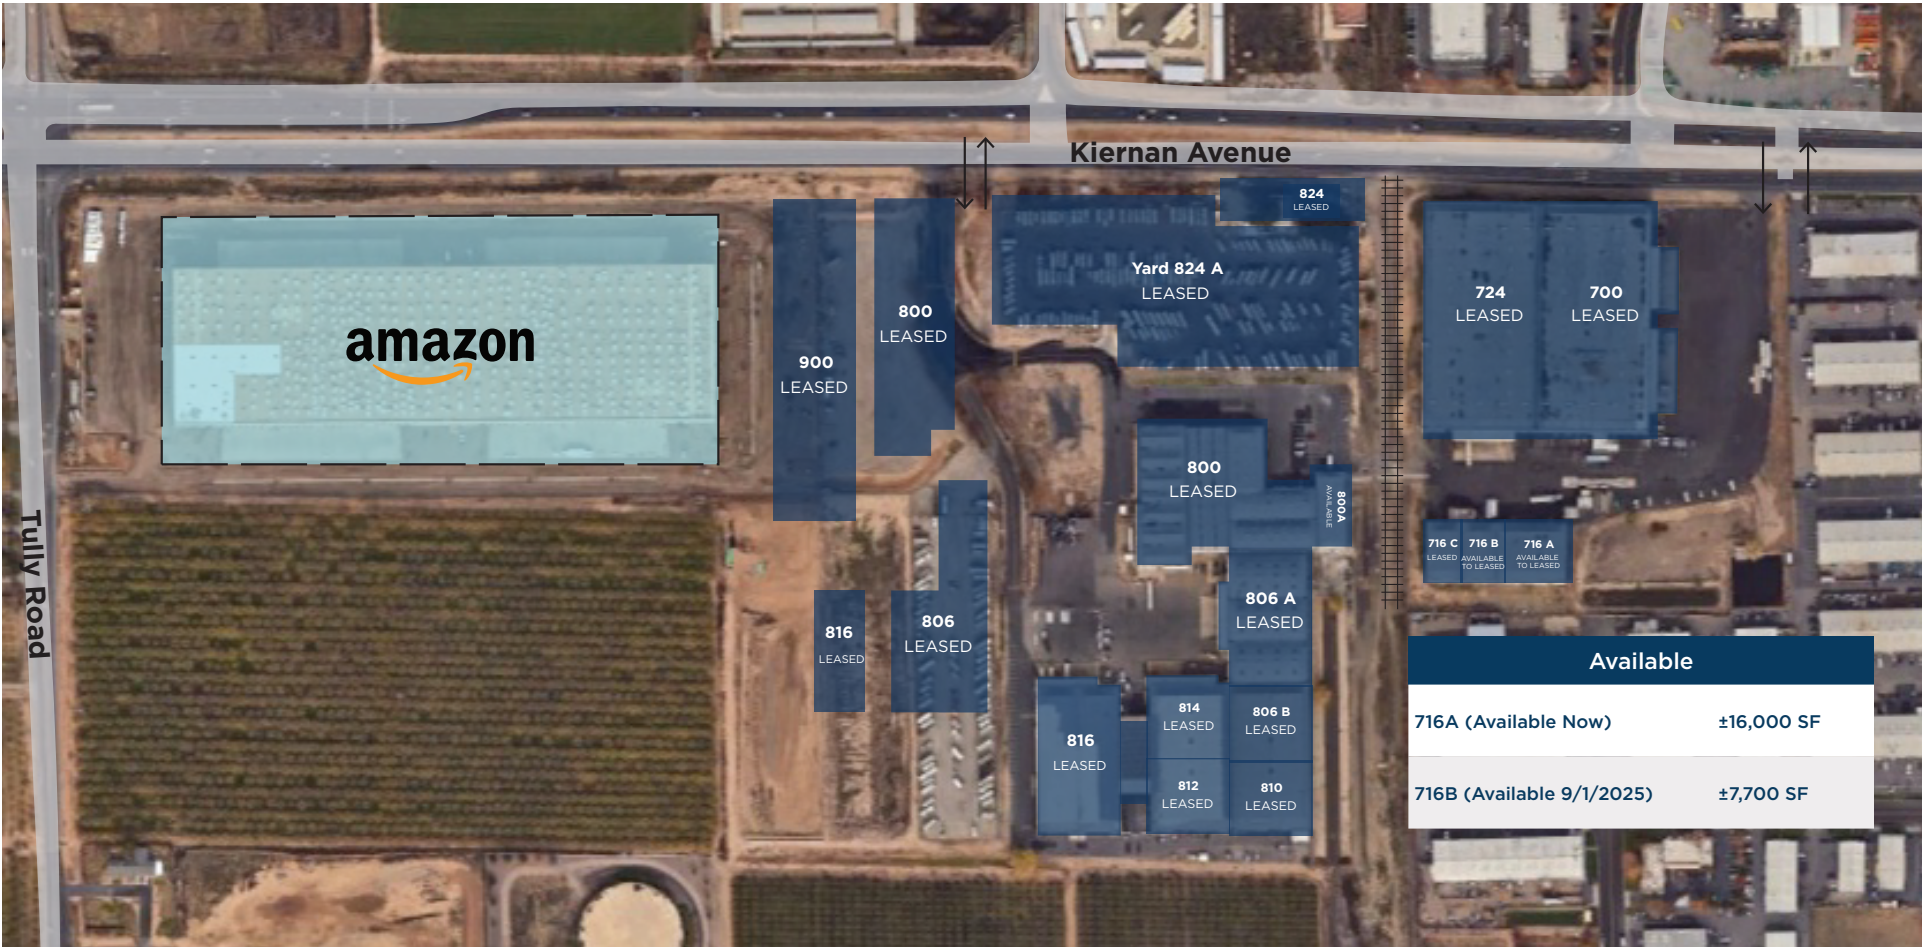 Kiernan Avenue
824
LEASED
Yard 824 A
LEASED
724
LEASED
700
LEASED
800
LEASED
amazon
900
LEASED
800
LEASED
800A
AVAILABLE
716 C
LEASED
716 B
AVAILABLE
TO LEASED
716 A
AVAILABLE
TO LEASED
Tully Road
806 A
LEASED
816
LEASED
806
LEASED
814
LEASED
806 B
LEASED
816
LEASED
812
LEASED
810
LEASED
Available
716A (Available Now) ±16,000 SF
716B (Available 9/1/2025) ±7,700 SF